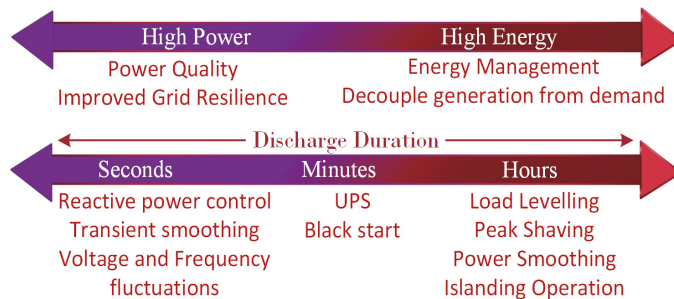 High Power High Energy
Power Quality Energy Management
Improved Grid Resilience Decouple generation from demand
Discharge Duration
Seconds Minutes Hours
Reactive power control UPS Load Levelling
Transient smoothing Black start Peak Shaving
Voltage and Frequency Power Smoothing
fluctuations Islanding Operation